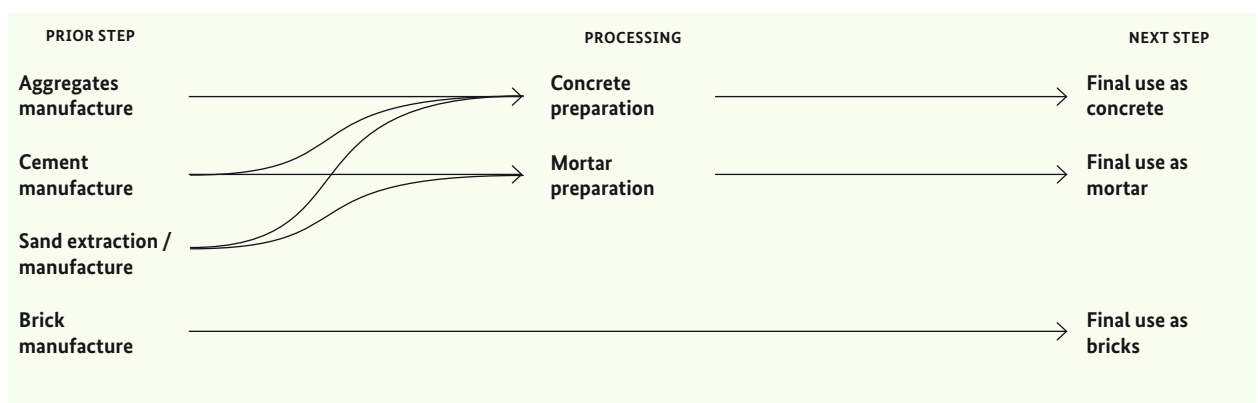 PRIOR STEP
PROCESSING
NEXT STEP
Aggregates
manufacture
Concrete
preparation
Final use as
concrete
Cement
manufacture
Mortar
preparation
Final use as
mortar
Sand extraction /
manufacture
Brick
manufacture
Final use as
bricks